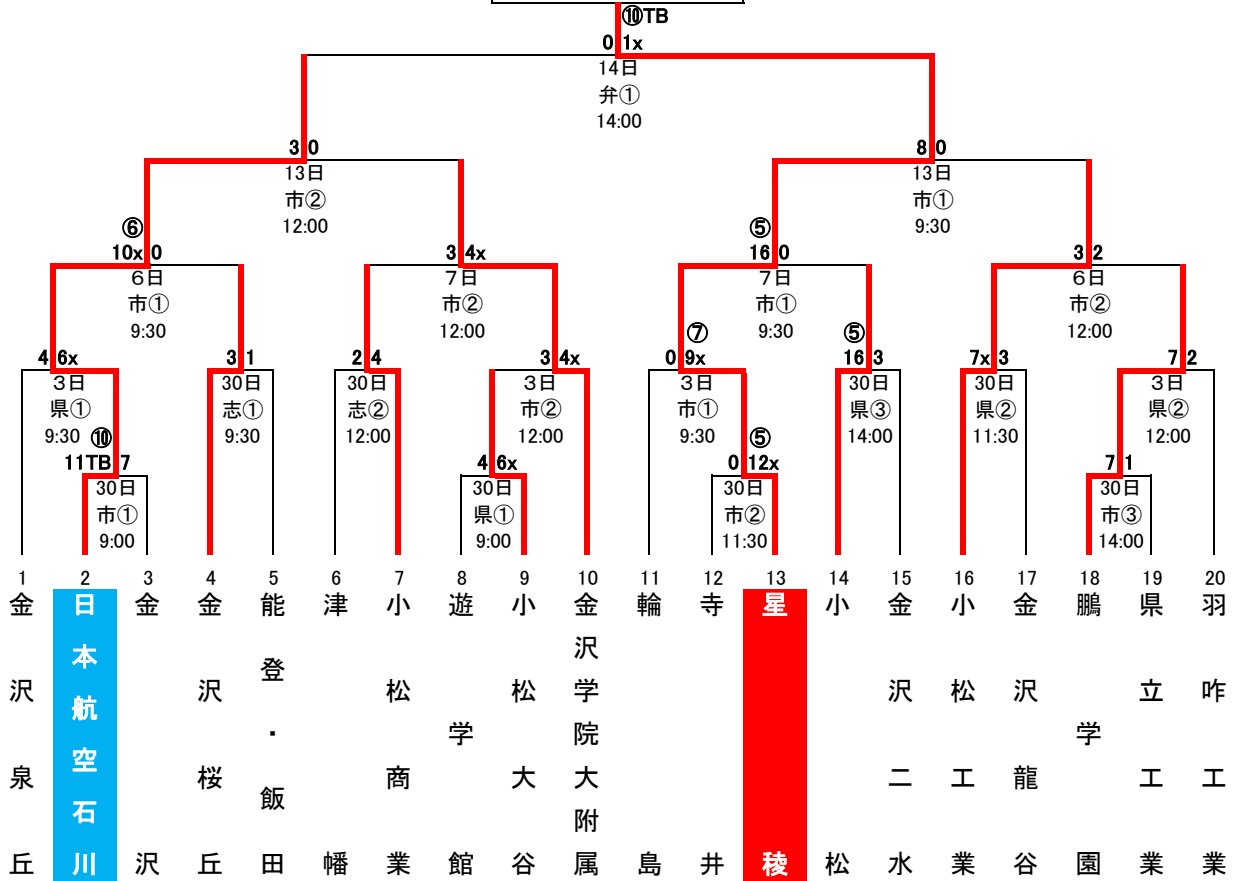 ⑩TB
0 1x
14日
弁①
14:00
3 0
13日
市②
12:00
8 0
13日
市①
9:30
⑥
10x 0
6日
市①
9:30
3 4x
7日
市②
12:00
⑤
16 0
7日
市①
9:30
3 2
6日
市②
12:00
4 6x
3日
県①
9:30
3 1
30日
志①
9:30
2 4
30日
志②
12:00
3 4x
3日
市②
12:00
⑦
0 9x
3日
市①
9:30
⑤
16 3
30日
県③
14:00
7x 3
30日
県②
11:30
7 2
3日
県②
12:00
⑩
11TB 7
30日
市①
9:00
4 6x
30日
県①
9:00
⑤
0 12x
30日
市②
11:30
7 1
30日
市③
14:00
1 金沢泉丘
2 日本航空石川
3 金沢
4 金沢桜丘
5 能登・飯田
6 津幡
7 小松商業
8 遊学館
9 小松大谷
10 金沢学院大附属
11 輪島
12 寺井
13 星稜
14 小松
15 金沢二水
16 小松工業
17 金沢龍谷
18 鵬学園
19 県立工業
20 羽咋工業